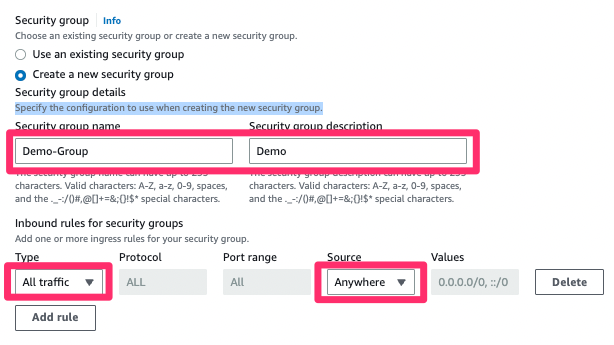 Security group Info
Choose an existing security group or create a new security group.
Use an existing security group
Create a new security group
Security group details
Specify the configuration to use when creating the new security group.
Security group name Security group description
Demo-Group Demo
The security group name can have up to 255 The security group description can have up to 255
characters. Valid characters: A-Z, a-z, 0-9, spaces, characters. Valid characters: A-Z, a-z, 0-9, spaces,
and the ._-:/()#,@[]+=&;{}!$* special characters. and the ._-:/()#,@[]+=&;{}!$* special characters.
Inbound rules for security groups
Add one or more ingress rules for your security group.
Type Protocol Port range Source Values
All traffic ALL All Anywhere 0.0.0.0/0, ::/0 Delete
Add rule